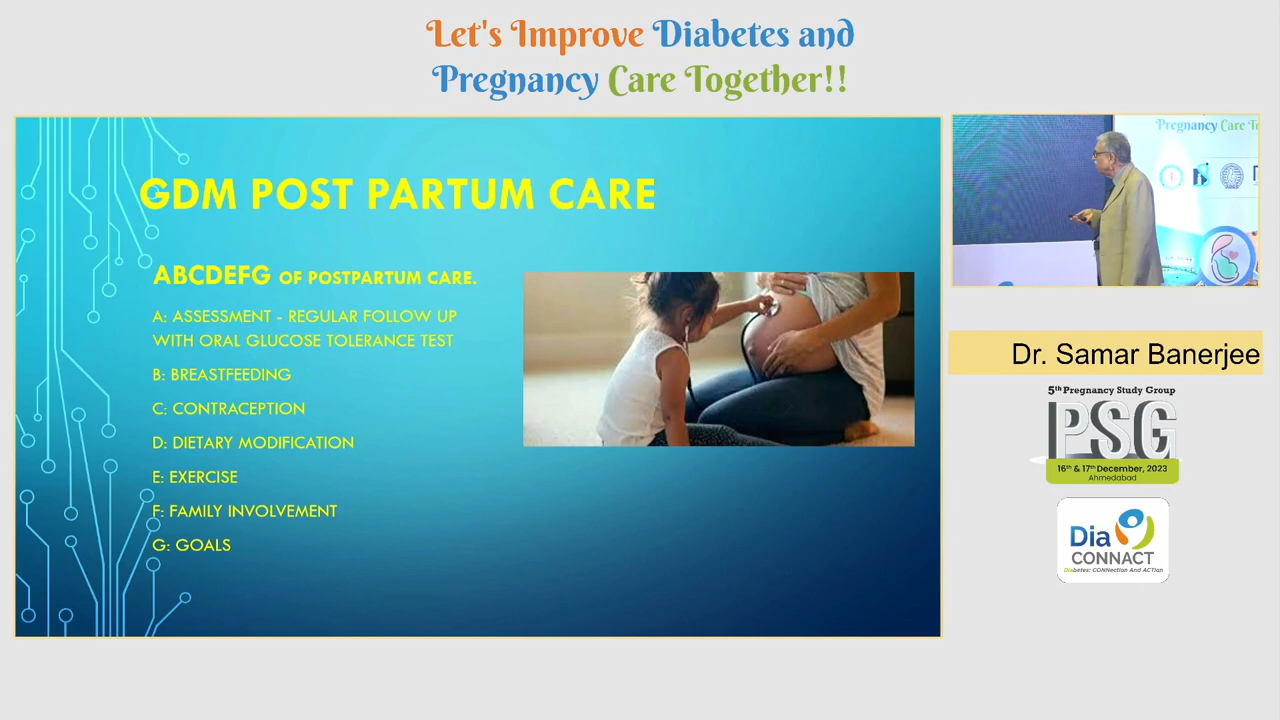 Let's Improve Diabetes and
Pregnancy Care Together!!
GDM POST PARTUM CARE
ABCDEFG OF POSTPARTUM CARE.
A: ASSESSMENT - REGULAR FOLLOW UP
WITH ORAL GLUCOSE TOLERANCE TEST
B: BREASTFEEDING
C: CONTRACEPTION
D: DIETARY MODIFICATION
E: EXERCISE
F: FAMILY INVOLVEMENT
G: GOALS
Pregnancy Care To
Dr. Samar Banerjee
5th Pregnancy Study Group
PSG
16th & 17th December, 2023
Ahmedabad
Dia
CONNACT
Diabetes: CONNection And ACTion